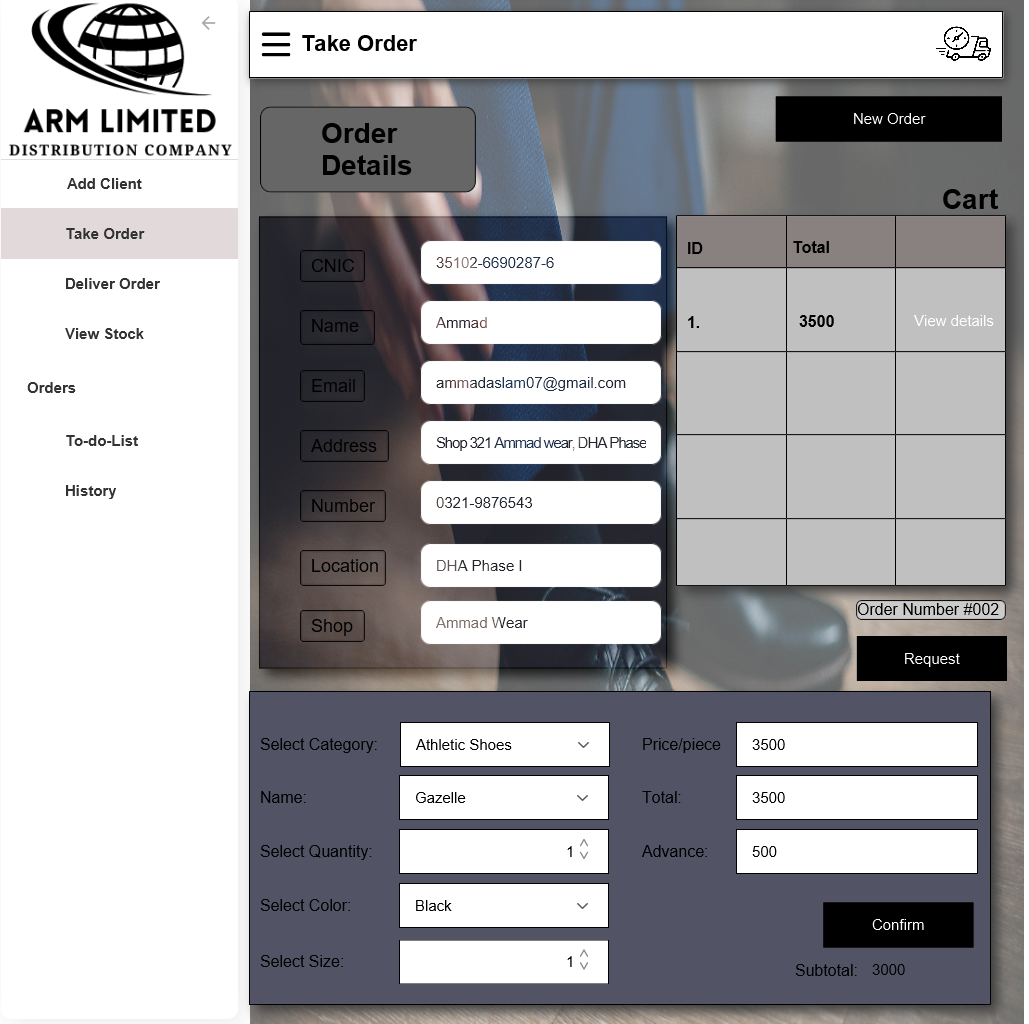 ARM LIMITED
DISTRIBUTION COMPANY
Add Client
Take Order
Deliver Order
View Stock
Orders
To-do-List
History
Take Order
New Order
Order
Details
CNIC
35102-6690287-6
Name
Ammad
Email
ammadaslam07@gmail.com
Address
Shop 321 Ammad wear, DHA Phase
Number
0321-9876543
Location
DHA Phase I
Shop
Ammad Wear
Cart
ID Total
1. 3500 View details
Order Number #002
Request
Select Category: Athletic Shoes
Price/piece 3500
Name: Gazelle
Total: 3500
Select Quantity: 1
Advance: 500
Select Color: Black
Confirm
Select Size: 1
Subtotal: 3000